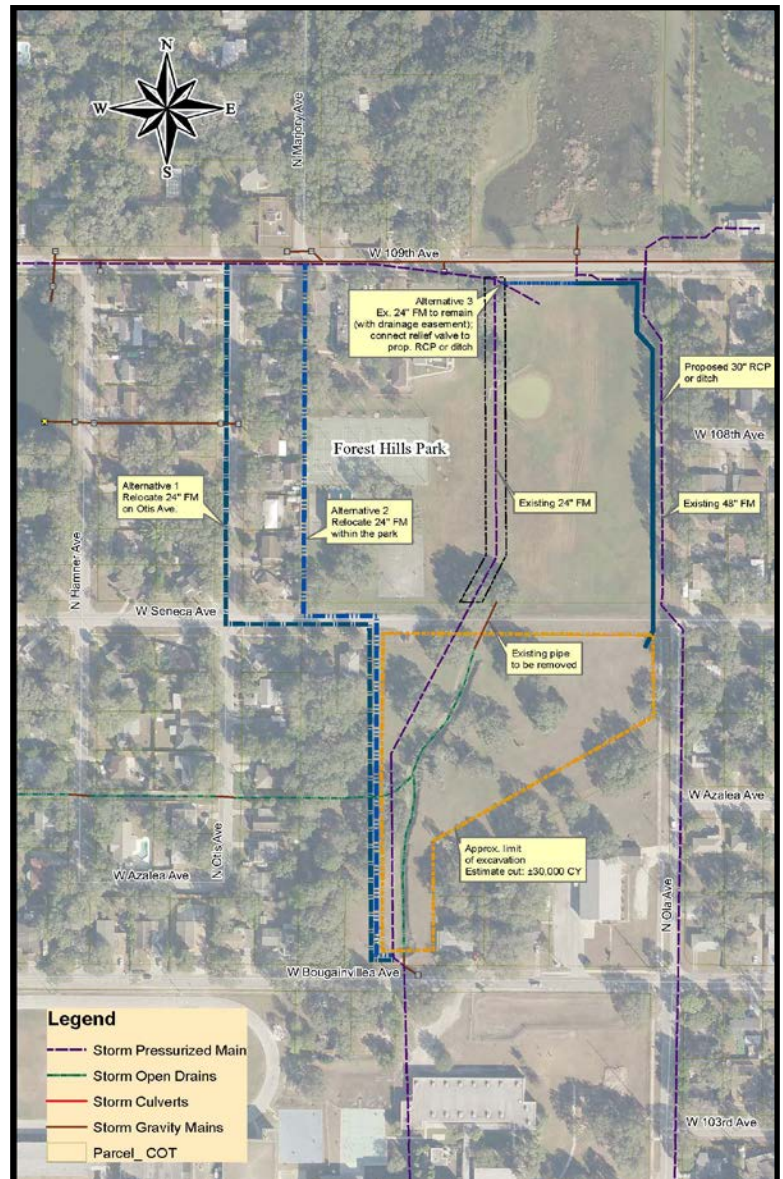 N
W
E
S
N Marjory Ave
W 109th Ave
Alternative 3
Ex. 24" FM to remain
(with drainage easement);
connect relief valve to
prop. RCP or ditch
Proposed 30" RCP
or ditch
W 108th Ave
Forest Hills Park
Alternative 1
Relocate 24" FM
on Otis Ave.
Alternative 2
Relocate 24" FM
within the park
Existing 24" FM
Existing 48" FM
N Hamner Ave
W Seneca Ave
Existing pipe
to be removed
W Azalea Ave
N Otis Ave
W Azalea Ave
Approx. limit
of excavation
Estimate cut: ±30,000 CY
N Ola Ave
W Bougainvillea Ave
Legend
Storm Pressurized Main
Storm Open Drains
Storm Culverts
Storm Gravity Mains
Parcel_ COT
W 103rd Ave